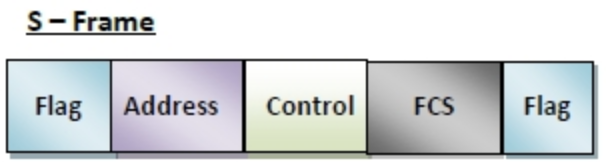 S – Frame
Flag Address Control FCS Flag